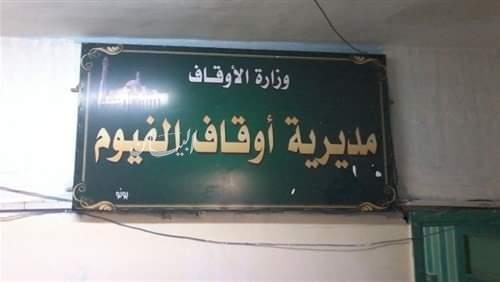 وزارة الأوقاف
مديرية أوقاف الفيوم